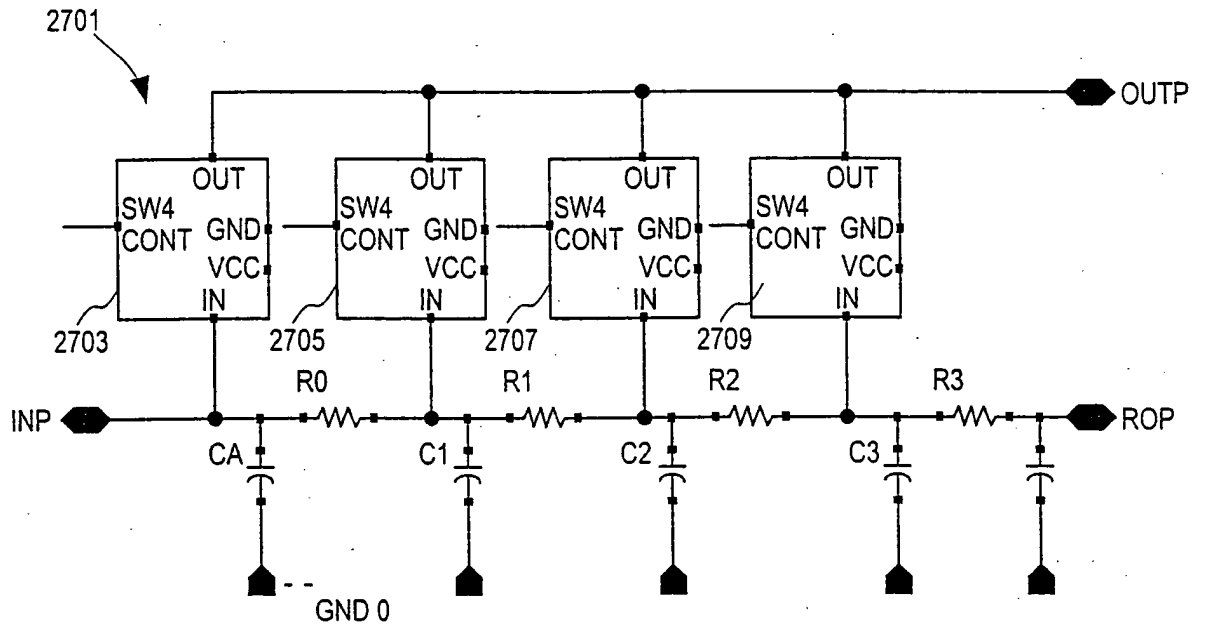 2701
OUTP
OUT OUT OUT OUT
SW4 SW4 SW4 SW4
CONT GND CONT GND CONT GND CONT GND
VCC VCC VCC VCC
IN IN IN IN
2703 2705 2707 2709
R0 R1 R2 R3
INP ROP
CA C1 C2 C3
GND 0